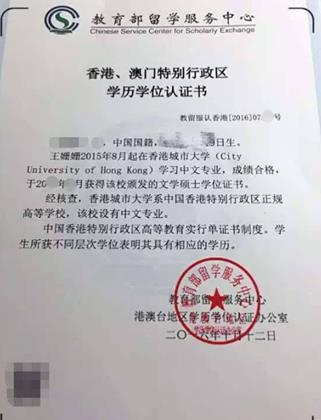 教育部留学服务中心
Chinese Service Center for Scholarly Exchange
香港、澳门特别行政区
学历学位认证书
教留服认香港[2016]07
，中国国籍，日生。
王姗姗2015年8月起在香港城市大学（City
University of Hong Kong）学习中文专业，成绩合格，
于20月获得该校颁发的文学硕士学位证书。
经核查，香港城市大学系中国香港特别行政区正规
高等学校，该校设有中文专业。
中国香港特别行政区高等教育实行单证书制度。学
生所获不同层次学位表明其具有相应的学历。
教育部留学服务中心
港澳台地区学历学位认证办公室
二〇一六年十月十二日